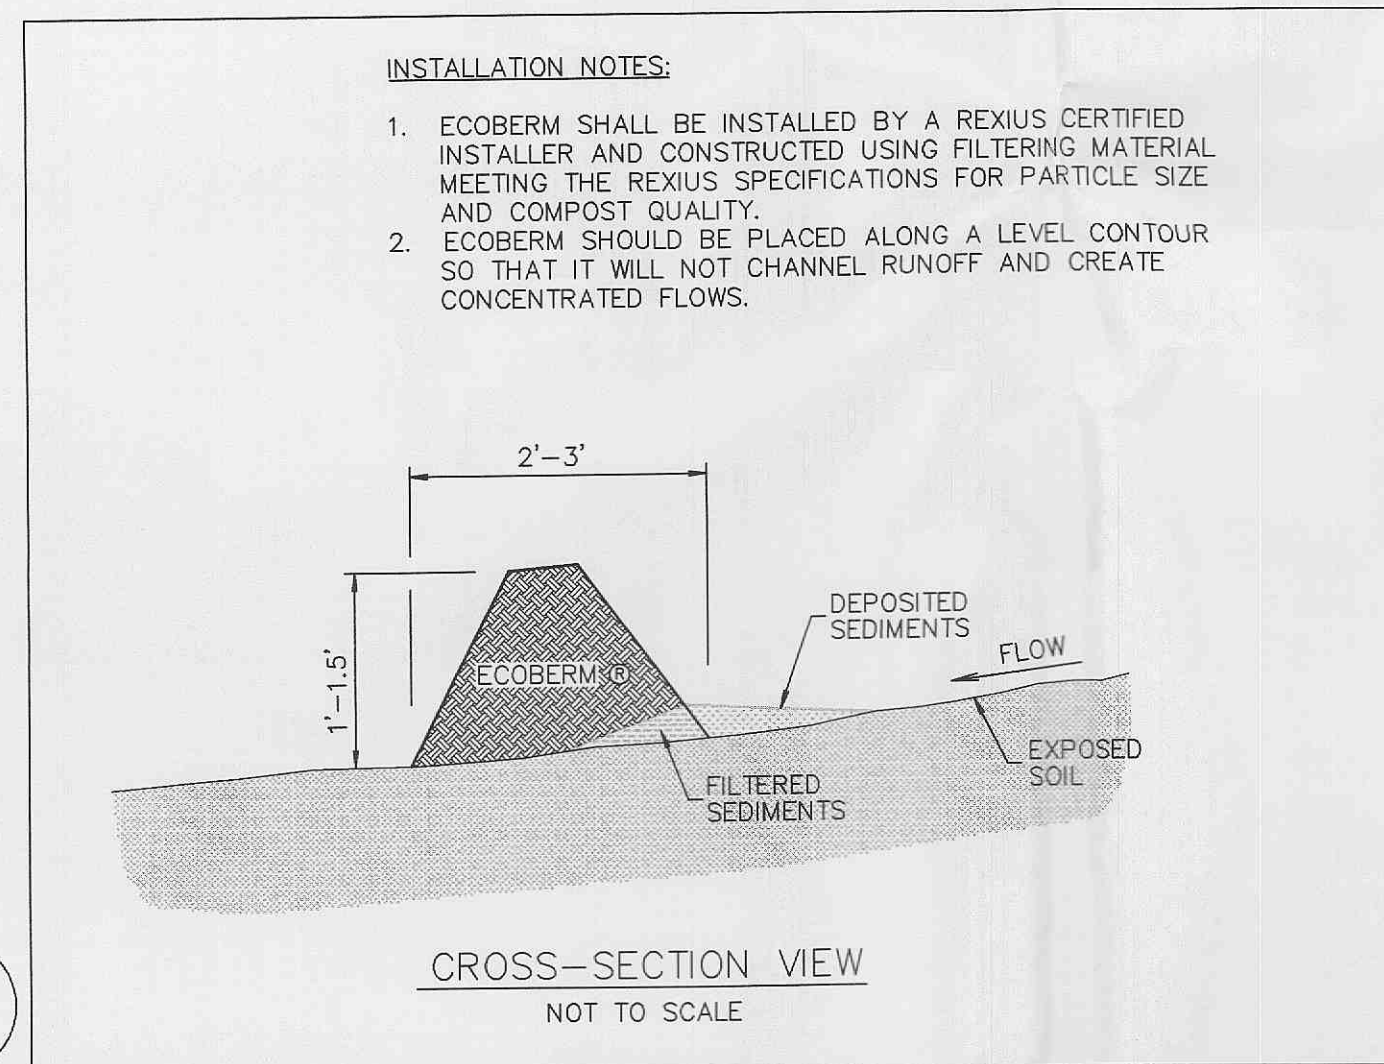 INSTALLATION NOTES:
1. ECOBERM SHALL BE INSTALLED BY A REXIUS CERTIFIED
INSTALLER AND CONSTRUCTED USING FILTERING MATERIAL
MEETING THE REXIUS SPECIFICATIONS FOR PARTICLE SIZE
AND COMPOST QUALITY.
2. ECOBERM SHOULD BE PLACED ALONG A LEVEL CONTOUR
SO THAT IT WILL NOT CHANNEL RUNOFF AND CREATE
CONCENTRATED FLOWS.
2'-3'
1'-1.5'
ECOBERM ®
DEPOSITED
SEDIMENTS
FLOW
EXPOSED
SOIL
FILTERED
SEDIMENTS
CROSS-SECTION VIEW
NOT TO SCALE